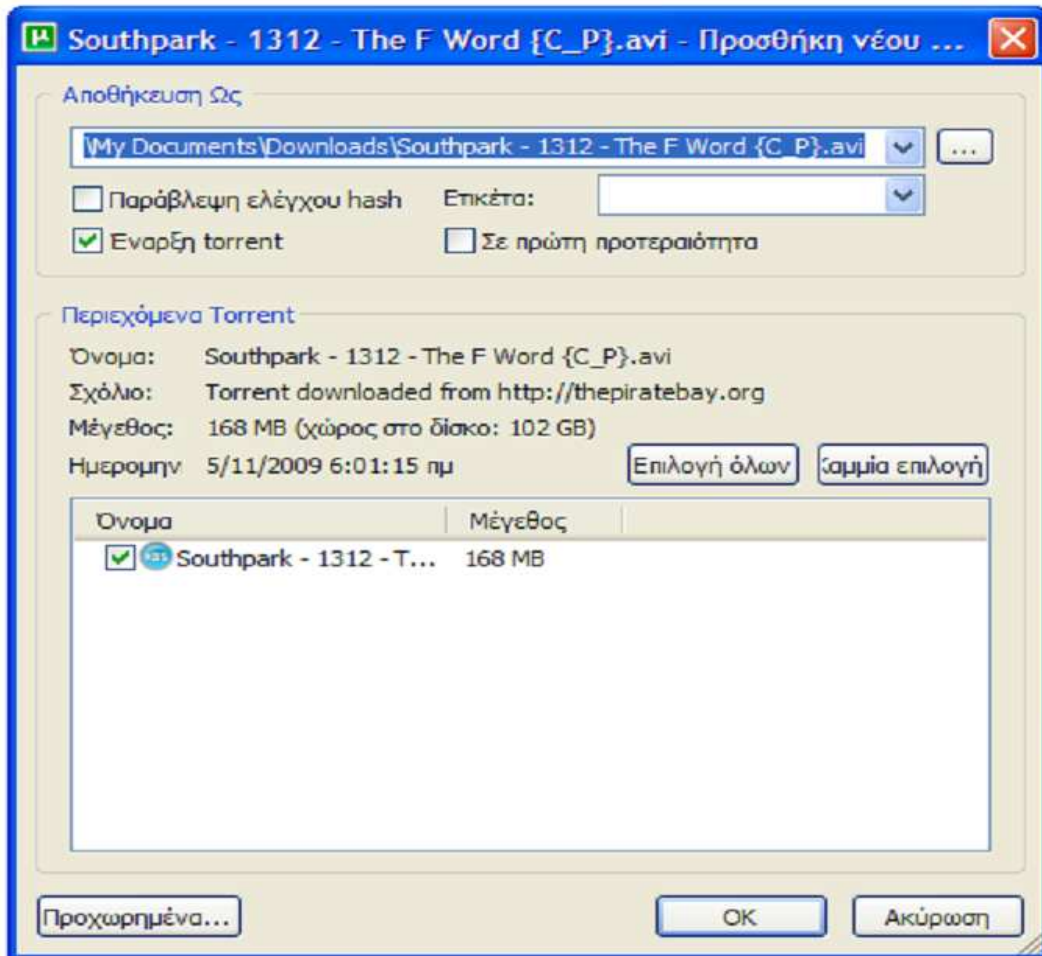 µ Southpark - 1312 - The F Word {C_P}.avi - Προσθήκη νέου ...
Αποθήκευση Ως
\My Documents\Downloads\Southpark - 1312 - The F Word {C_P}.avi ...
Παράβλεψη ελέγχου hash Ετικέτα:
Έναρξη torrent Σε πρώτη προτεραιότητα
Περιεχόμενα Torrent
Όνομα: Southpark - 1312 - The F Word {C_P}.avi
Σχόλιο: Torrent downloaded from http://thepiratebay.org
Μέγεθος: 168 MB (χώρος στο δίσκο: 102 GB)
Ημερομην 5/11/2009 6:01:15 πμ Επιλογή όλων Καμμία επιλογή
Όνομα Μέγεθος
Southpark - 1312 - T... 168 MB
Προχωρημένα... OK Ακύρωση